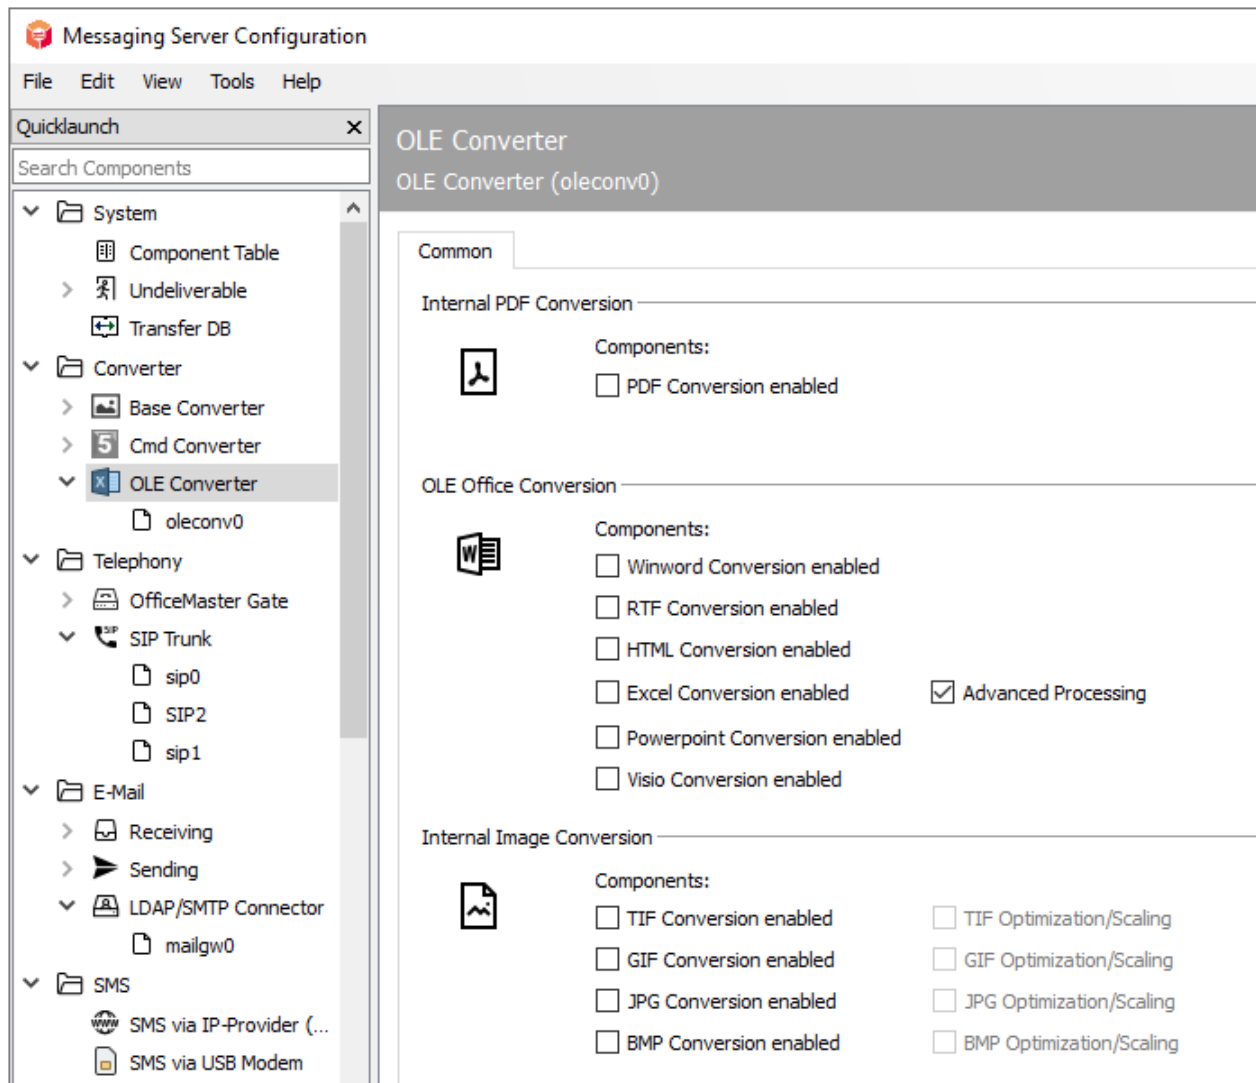 Messaging Server Configuration
File Edit View Tools Help
Quicklaunch
Search Components
System
Component Table
Undeliverable
Transfer DB
Converter
Base Converter
5 Cmd Converter
X OLE Converter
oleconv0
Telephony
OfficeMaster Gate
SIP SIP Trunk
sip0
SIP2
sip1
E-Mail
Receiving
Sending
LDAP/SMTP Connector
mailgw0
SMS
www SMS via IP-Provider (...
SMS via USB Modem
OLE Converter
OLE Converter (oleconv0)
Common
Internal PDF Conversion
Components:
PDF Conversion enabled
OLE Office Conversion
W
Components:
Winword Conversion enabled
RTF Conversion enabled
HTML Conversion enabled
Excel Conversion enabled Advanced Processing
Powerpoint Conversion enabled
Visio Conversion enabled
Internal Image Conversion
Components:
TIF Conversion enabled TIF Optimization/Scaling
GIF Conversion enabled GIF Optimization/Scaling
JPG Conversion enabled JPG Optimization/Scaling
BMP Conversion enabled BMP Optimization/Scaling